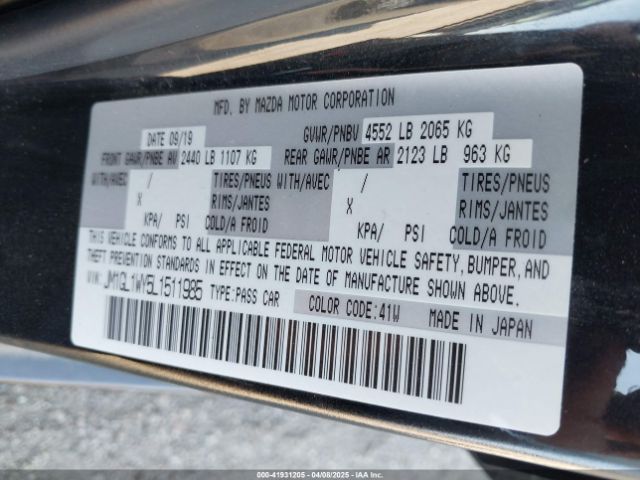 MFD. BY MAZDA MOTOR CORPORATION
DATE 09/19 GVWR/PNBV 4552 LB 2065 KG
FRONT GAWR/PNBE AV 2440 LB 1107 KG REAR GAWR/PNBE AR 2123 LB 963 KG
WITH/AVEC / TIRES/PNEUS WITH/AVEC / TIRES/PNEUS
X RIMS/JANTES X RIMS/JANTES
KPA/ PSI COLD/A FROID KPA/ PSI COLD/A FROID
THIS VEHICLE CONFORMS TO ALL APPLICABLE FEDERAL MOTOR VEHICLE SAFETY, BUMPER, AND
THEFT PREVENTION STANDARDS IN EFFECT ON THE DATE OF MANUFACTURE SHOWN ABOVE.
VIN: JM1GL1WY5L1511985 TYPE:PASS CAR COLOR CODE:41W MADE IN JAPAN
000-41931205 04/08/2025 IAAI.COM